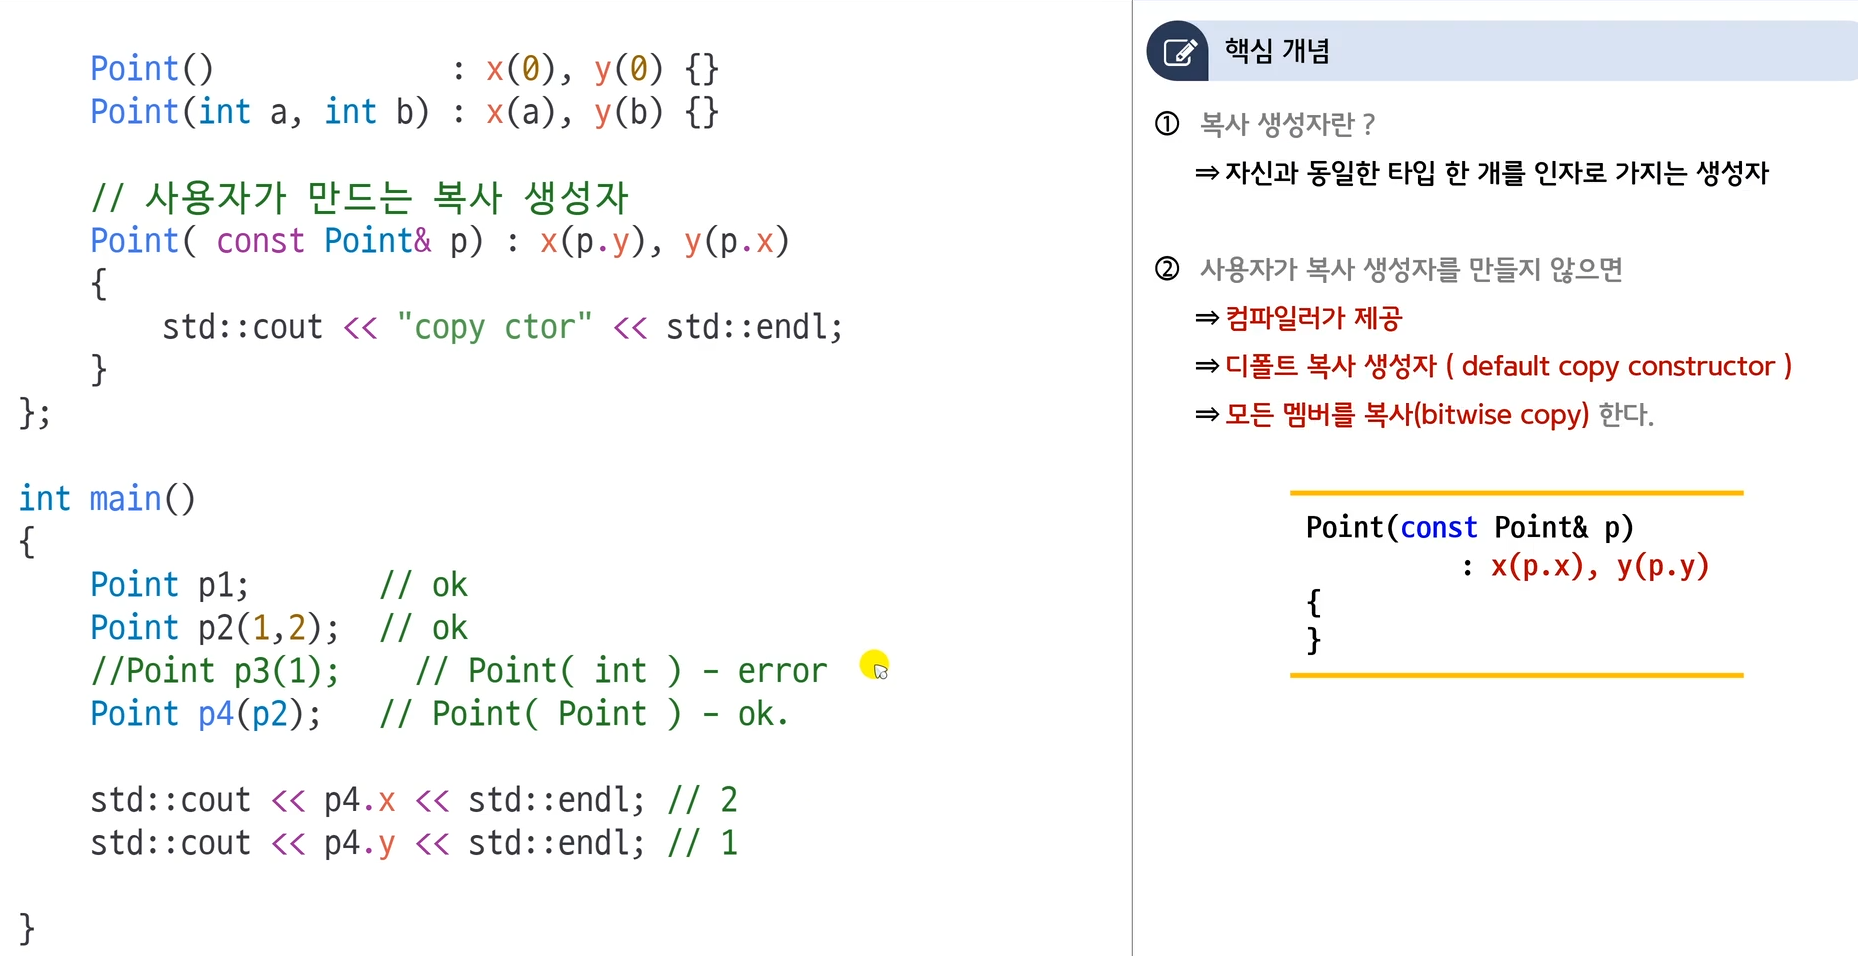 Point()             : x(0), y(0) {}
Point(int a, int b) : x(a), y(b) {}
// 사용자가 만드는 복사 생성자
Point( const Point& p) : x(p.y), y(p.x)
{
std::cout << "copy ctor" << std::endl;
}
};
int main()
{
Point p1;       // ok
Point p2(1,2);  // ok
//Point p3(1);    // Point( int ) - error
Point p4(p2);   // Point( Point ) - ok.
std::cout << p4.x << std::endl; // 2
std::cout << p4.y << std::endl; // 1
}
핵심 개념
① 복사 생성자란 ?
⇒ 자신과 동일한 타입 한 개를 인자로 가지는 생성자
② 사용자가 복사 생성자를 만들지 않으면
⇒ 컴파일러가 제공
⇒ 디폴트 복사 생성자 ( default copy constructor )
⇒ 모든 멤버를 복사(bitwise copy) 한다.
Point(const Point& p)
: x(p.x), y(p.y)
{
}